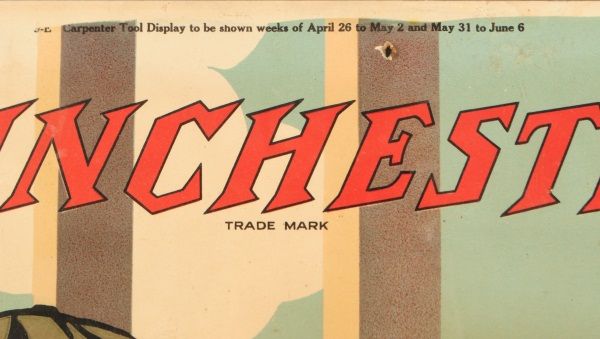 Carpenter Tool Display to be shown weeks of April 26 to May 2 and May 31 to June 6
INCHEST
TRADE MARK